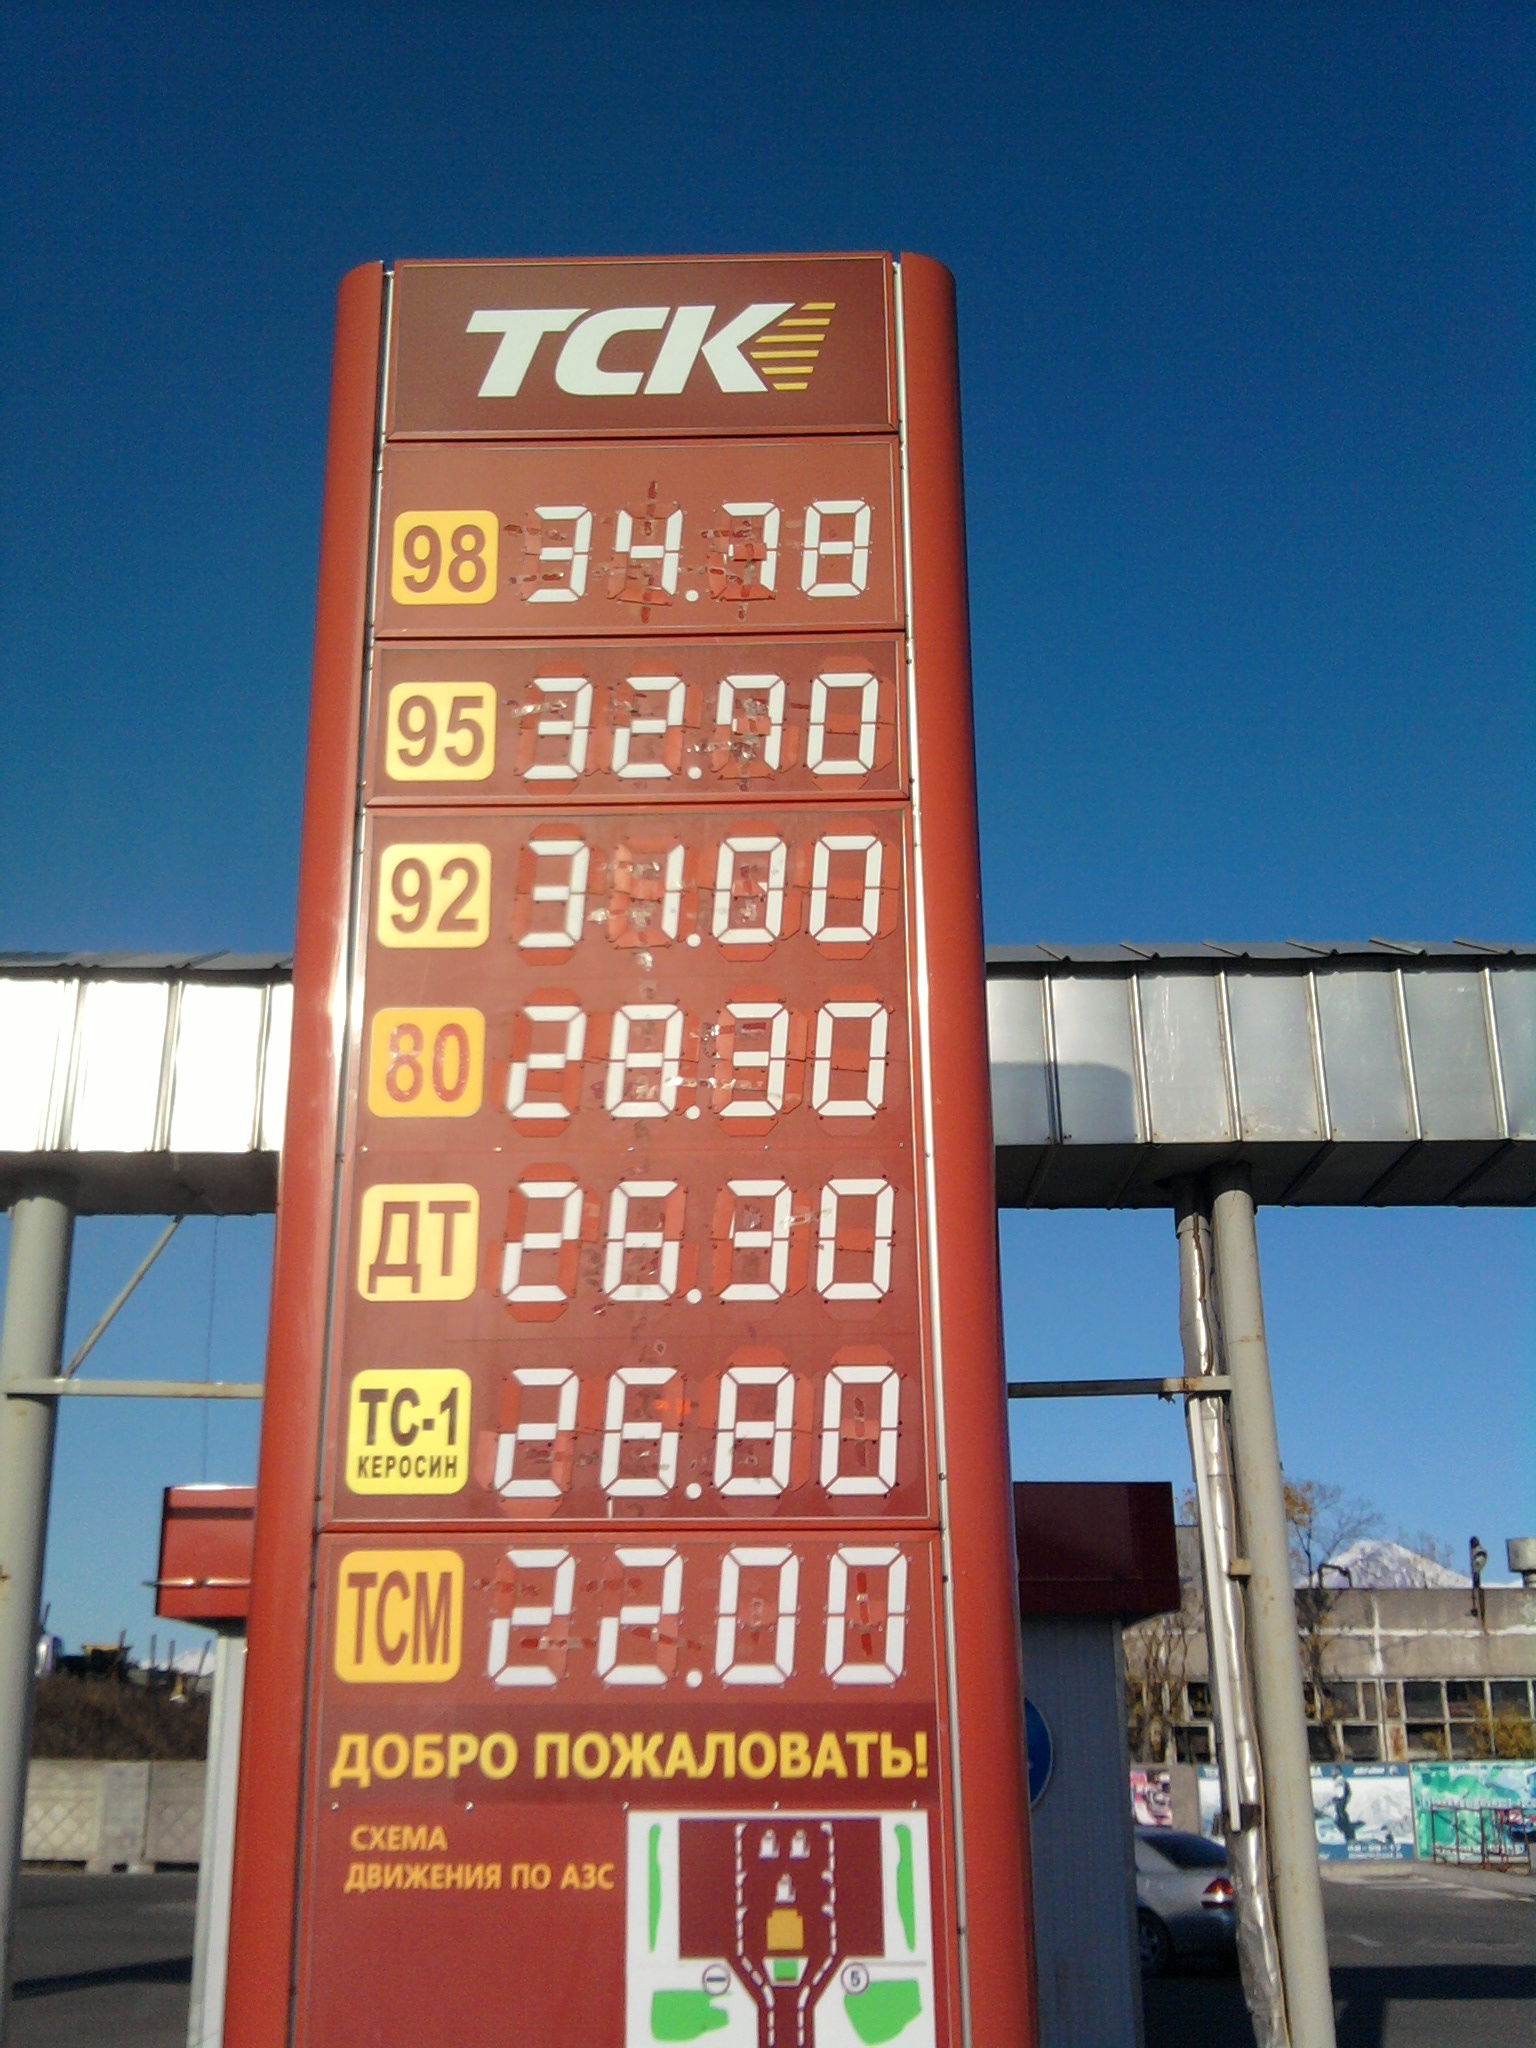 ТСК
98 34.78
95 32.70
92 31.00
80 28.30
ДТ 26.30
ТС-1 26.80
КЕРОСИН
ТСМ 22.00
ДОБРО ПОЖАЛОВАТЬ!
СХЕМА
ДВИЖЕНИЯ ПО АЗС
5